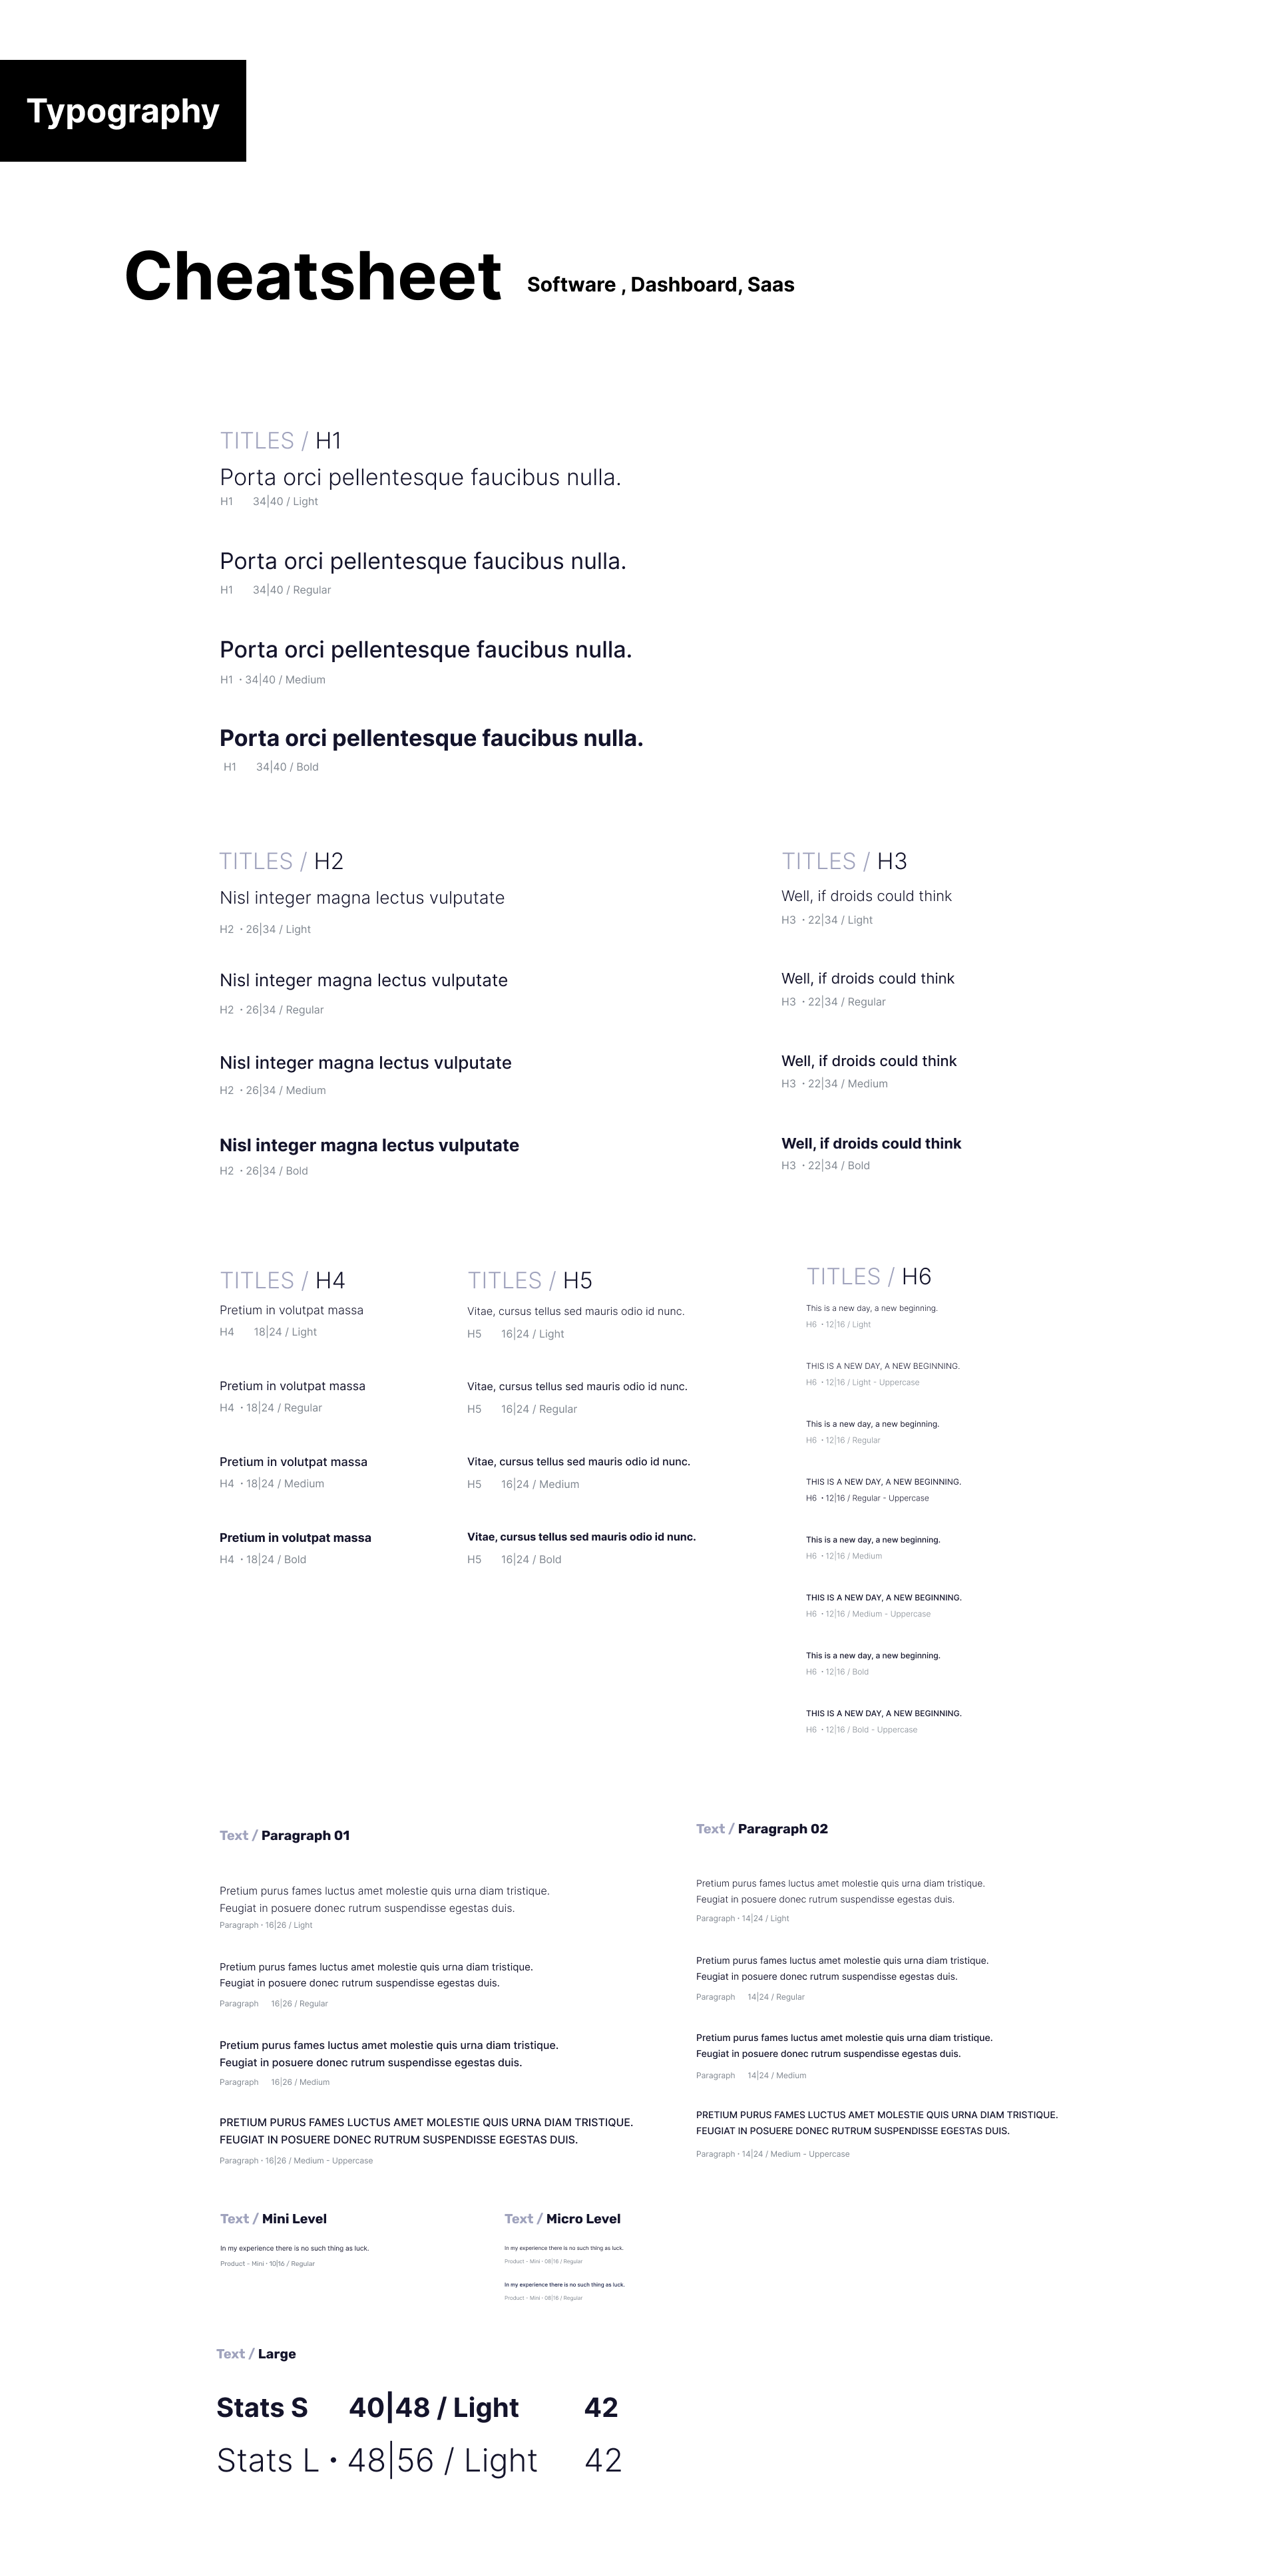 Typography
Cheatsheet
Software , Dashboard, Saas
TITLES / H1
Porta orci pellentesque faucibus nulla.
H1 34|40 / Light
Porta orci pellentesque faucibus nulla.
H1 34|40 / Regular
Porta orci pellentesque faucibus nulla.
H1 · 34|40 / Medium
Porta orci pellentesque faucibus nulla.
H1 34|40 / Bold
TITLES / H2
Nisl integer magna lectus vulputate
H2 · 26|34 / Light
Nisl integer magna lectus vulputate
H2 · 26|34 / Regular
Nisl integer magna lectus vulputate
H2 · 26|34 / Medium
Nisl integer magna lectus vulputate
H2 · 26|34 / Bold
TITLES / H3
Well, if droids could think
H3 · 22|34 / Light
Well, if droids could think
H3 · 22|34 / Regular
Well, if droids could think
H3 · 22|34 / Medium
Well, if droids could think
H3 · 22|34 / Bold
TITLES / H4
Pretium in volutpat massa
H4 18|24 / Light
Pretium in volutpat massa
H4 · 18|24 / Regular
Pretium in volutpat massa
H4 · 18|24 / Medium
Pretium in volutpat massa
H4 · 18|24 / Bold
TITLES / H5
Vitae, cursus tellus sed mauris odio id nunc.
H5 16|24 / Light
Vitae, cursus tellus sed mauris odio id nunc.
H5 16|24 / Regular
Vitae, cursus tellus sed mauris odio id nunc.
H5 16|24 / Medium
Vitae, cursus tellus sed mauris odio id nunc.
H5 16|24 / Bold
TITLES / H6
This is a new day, a new beginning.
H6 · 12|16 / Light
THIS IS A NEW DAY, A NEW BEGINNING.
H6 · 12|16 / Light - Uppercase
This is a new day, a new beginning.
H6 · 12|16 / Regular
THIS IS A NEW DAY, A NEW BEGINNING.
H6 · 12|16 / Regular - Uppercase
This is a new day, a new beginning.
H6 · 12|16 / Medium
THIS IS A NEW DAY, A NEW BEGINNING.
H6 · 12|16 / Medium - Uppercase
This is a new day, a new beginning.
H6 · 12|16 / Bold
THIS IS A NEW DAY, A NEW BEGINNING.
H6 · 12|16 / Bold - Uppercase
Text / Paragraph 01
Pretium purus fames luctus amet molestie quis urna diam tristique.
Feugiat in posuere donec rutrum suspendisse egestas duis.
Paragraph · 16|26 / Light
Pretium purus fames luctus amet molestie quis urna diam tristique.
Feugiat in posuere donec rutrum suspendisse egestas duis.
Paragraph 16|26 / Regular
Pretium purus fames luctus amet molestie quis urna diam tristique.
Feugiat in posuere donec rutrum suspendisse egestas duis.
Paragraph 16|26 / Medium
PRETIUM PURUS FAMES LUCTUS AMET MOLESTIE QUIS URNA DIAM TRISTIQUE.
FEUGIAT IN POSUERE DONEC RUTRUM SUSPENDISSE EGESTAS DUIS.
Paragraph · 16|26 / Medium - Uppercase
Text / Paragraph 02
Pretium purus fames luctus amet molestie quis urna diam tristique.
Feugiat in posuere donec rutrum suspendisse egestas duis.
Paragraph · 14|24 / Light
Pretium purus fames luctus amet molestie quis urna diam tristique.
Feugiat in posuere donec rutrum suspendisse egestas duis.
Paragraph 14|24 / Regular
Pretium purus fames luctus amet molestie quis urna diam tristique.
Feugiat in posuere donec rutrum suspendisse egestas duis.
Paragraph 14|24 / Medium
PRETIUM PURUS FAMES LUCTUS AMET MOLESTIE QUIS URNA DIAM TRISTIQUE.
FEUGIAT IN POSUERE DONEC RUTRUM SUSPENDISSE EGESTAS DUIS.
Paragraph · 14|24 / Medium - Uppercase
Text / Mini Level
In my experience there is no such thing as luck.
Product - Mini · 10|16 / Regular
Text / Micro Level
In my experience there is no such thing as luck.
Product - Mini · 08|16 / Regular
In my experience there is no such thing as luck.
Product - Mini · 08|16 / Regular
Text / Large
Stats S 40|48 / Light 42
Stats L · 48|56 / Light 42